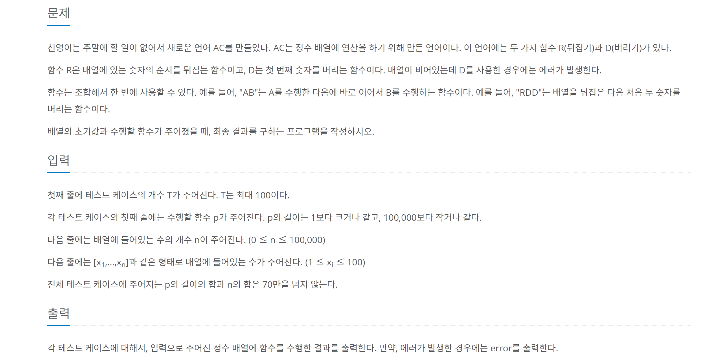 문제
선영이는 주말에 할 일이 없어서 새로운 언어 AC를 만들었다. AC는 정수 배열에 연산을 하기 위해 만든 언어이다. 이 언어에는 두 가지 함수 R(뒤집기)과 D(버리기)가 있다.
함수 R은 배열에 있는 숫자의 순서를 뒤집는 함수이고, D는 첫 번째 숫자를 버리는 함수이다. 배열이 비어있는데 D를 사용한 경우에는 에러가 발생한다.
함수는 조합해서 한 번에 사용할 수 있다. 예를 들어, "AB"는 A를 수행한 다음에 바로 이어서 B를 수행하는 함수이다. 예를 들어, "RDD"는 배열을 뒤집은 다음 처음 두 숫자를
버리는 함수이다.
배열의 초기값과 수행할 함수가 주어졌을 때, 최종 결과를 구하는 프로그램을 작성하시오.
입력
첫째 줄에 테스트 케이스의 개수 T가 주어진다. T는 최대 100이다.
각 테스트 케이스의 첫째 줄에는 수행할 함수 p가 주어진다. p의 길이는 1보다 크거나 같고, 100,000보다 작거나 같다.
다음 줄에는 배열에 들어있는 수의 개수 n이 주어진다. (0 ≤ n ≤ 100,000)
다음 줄에는 [x1,...,xn]과 같은 형태로 배열에 들어있는 수가 주어진다. (1 ≤ xi ≤ 100)
전체 테스트 케이스에 주어지는 p의 길이의 합과 n의 합은 70만을 넘지 않는다.
출력
각 테스트 케이스에 대해서, 입력으로 주어진 정수 배열에 함수를 수행한 결과를 출력한다. 만약, 에러가 발생한 경우에는 error를 출력한다.